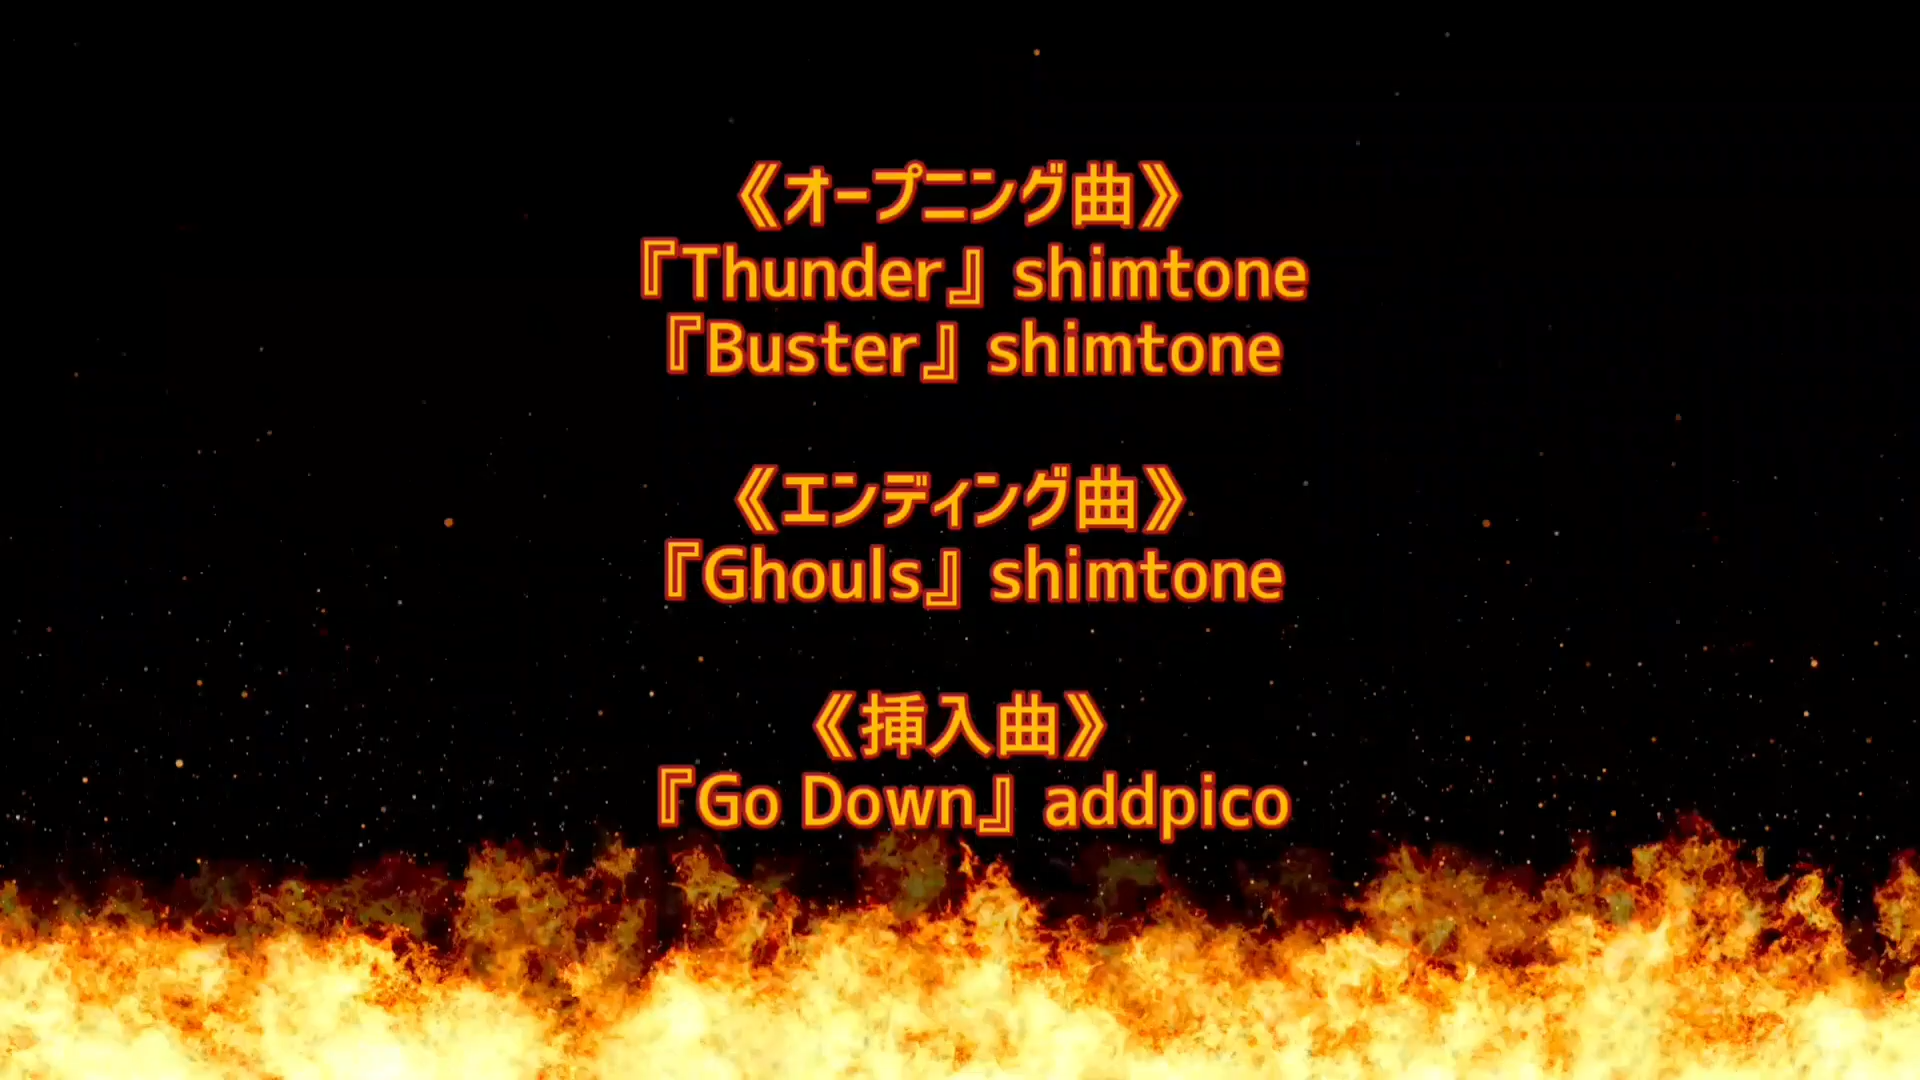 《オープニング曲》
『Thunder』 shimtone
『Buster』 shimtone
《エンディング曲》
『Ghouls』 shimtone
《挿入曲》
『Go Down』 addpico